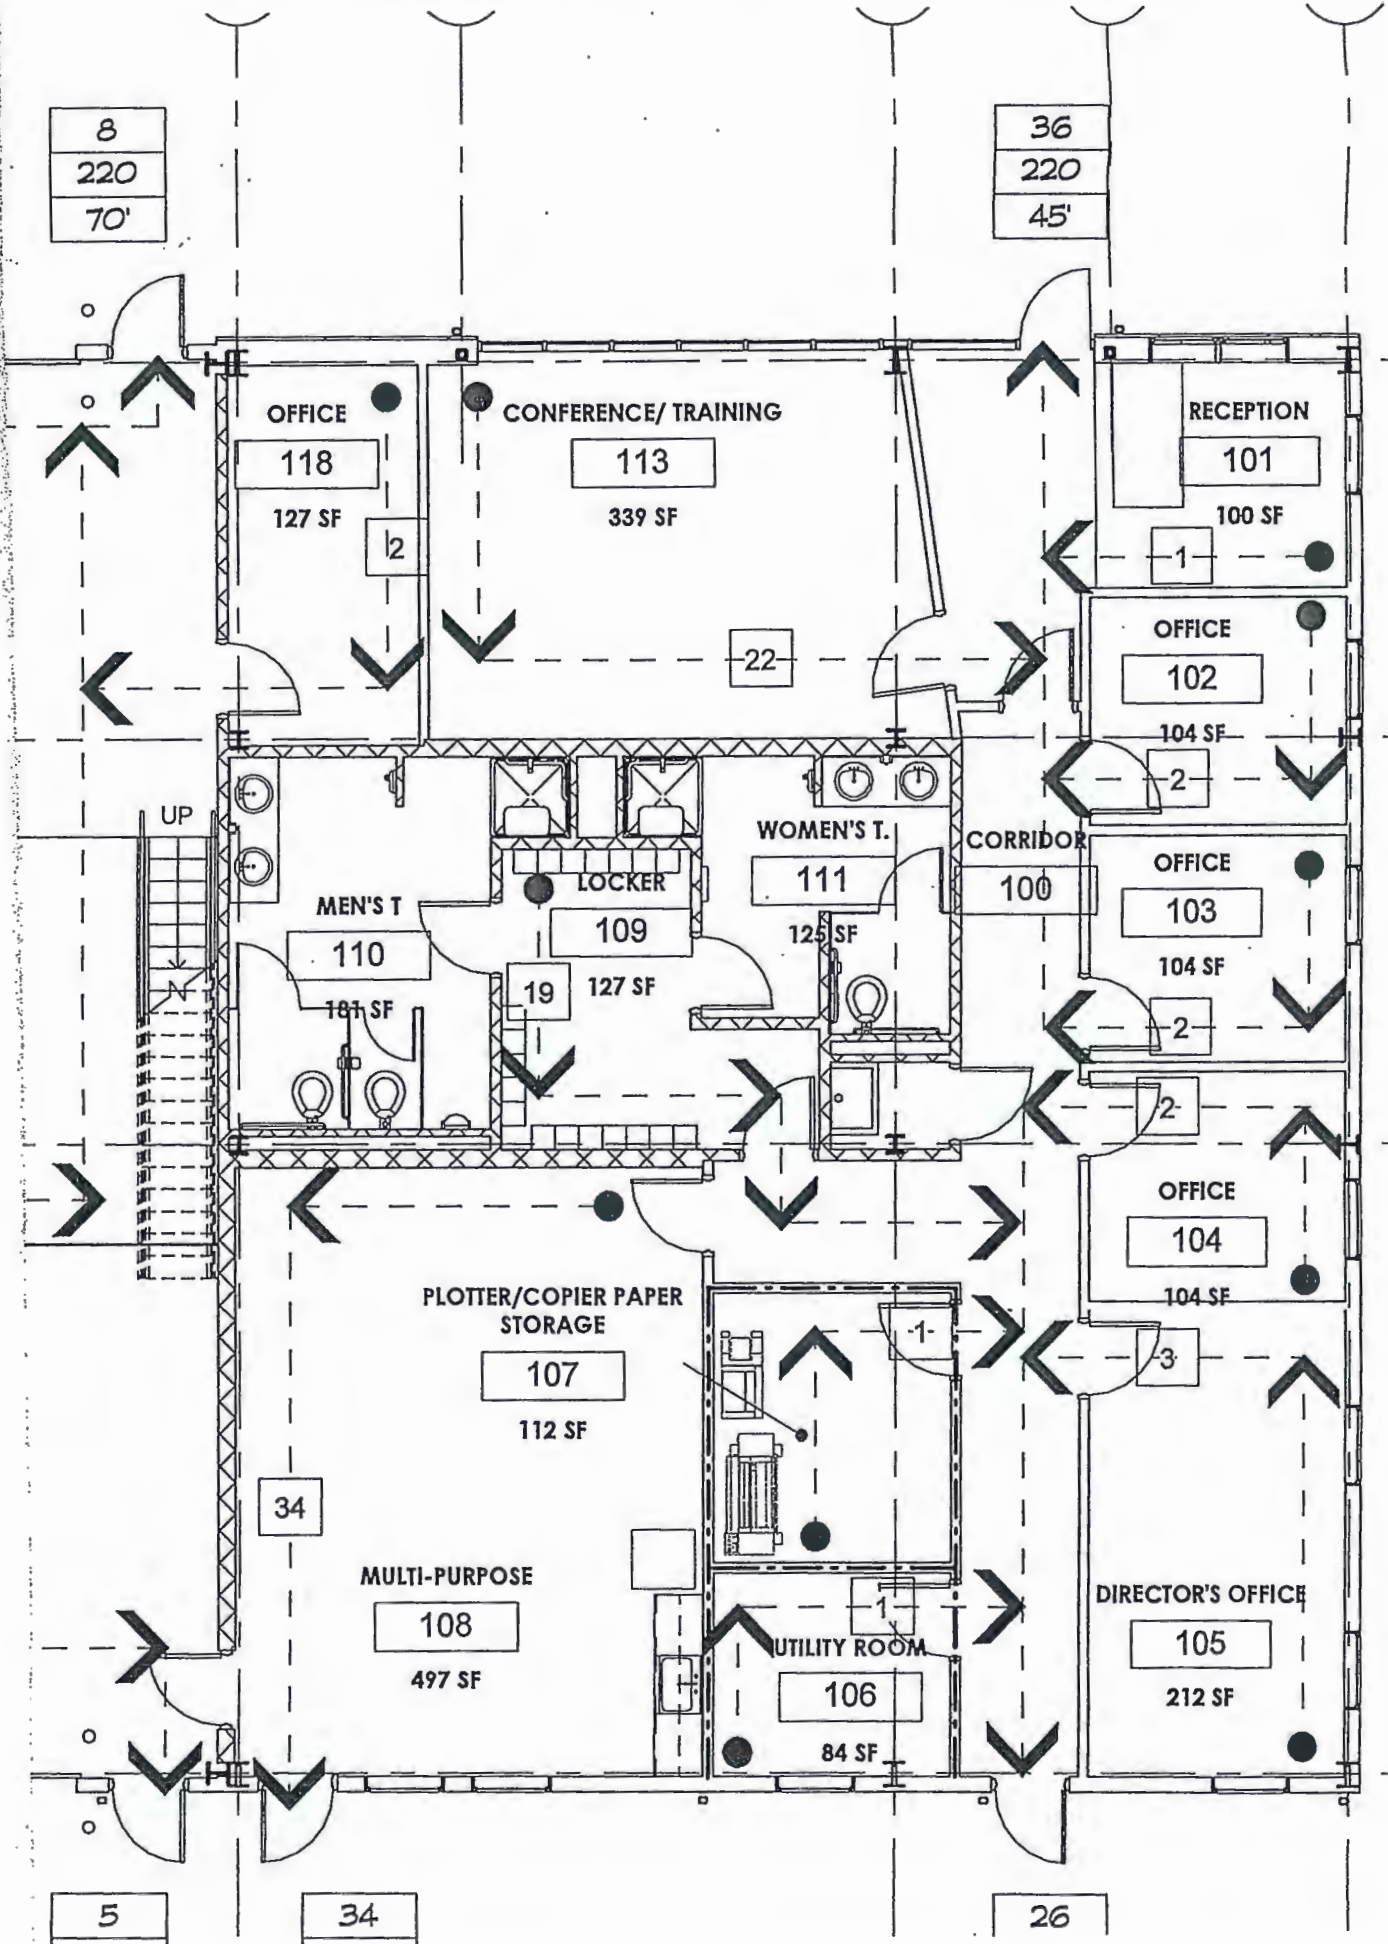 8
220
70'
36
220
45'
OFFICE
118
127 SF
2
CONFERENCE/ TRAINING
113
339 SF
22
RECEPTION
101
100 SF
1
OFFICE
102
104 SF
2
UP
MEN'S T
110
181 SF
LOCKER
109
127 SF
19
WOMEN'S T.
111
125 SF
CORRIDOR
100
OFFICE
103
104 SF
2
2
OFFICE
104
104 SF
PLOTTER/COPIER PAPER
STORAGE
107
112 SF
1
3
34
MULTI-PURPOSE
108
497 SF
1
UTILITY ROOM
106
84 SF
DIRECTOR'S OFFICE
105
212 SF
5
34
26